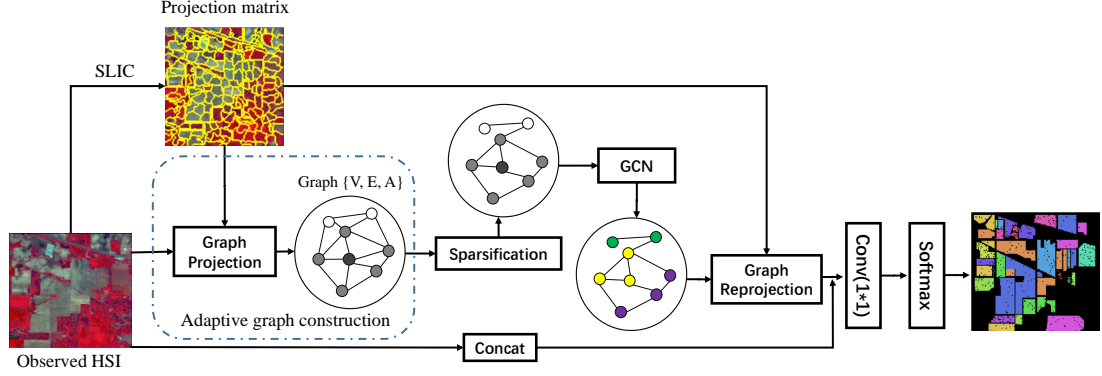 Projection matrix
SLIC
Graph {V, E, A}
Graph
Projection
Adaptive graph construction
Observed HSI
Sparsification
GCN
Concat
Graph
Reprojection
Conv(1*1)
Softmax